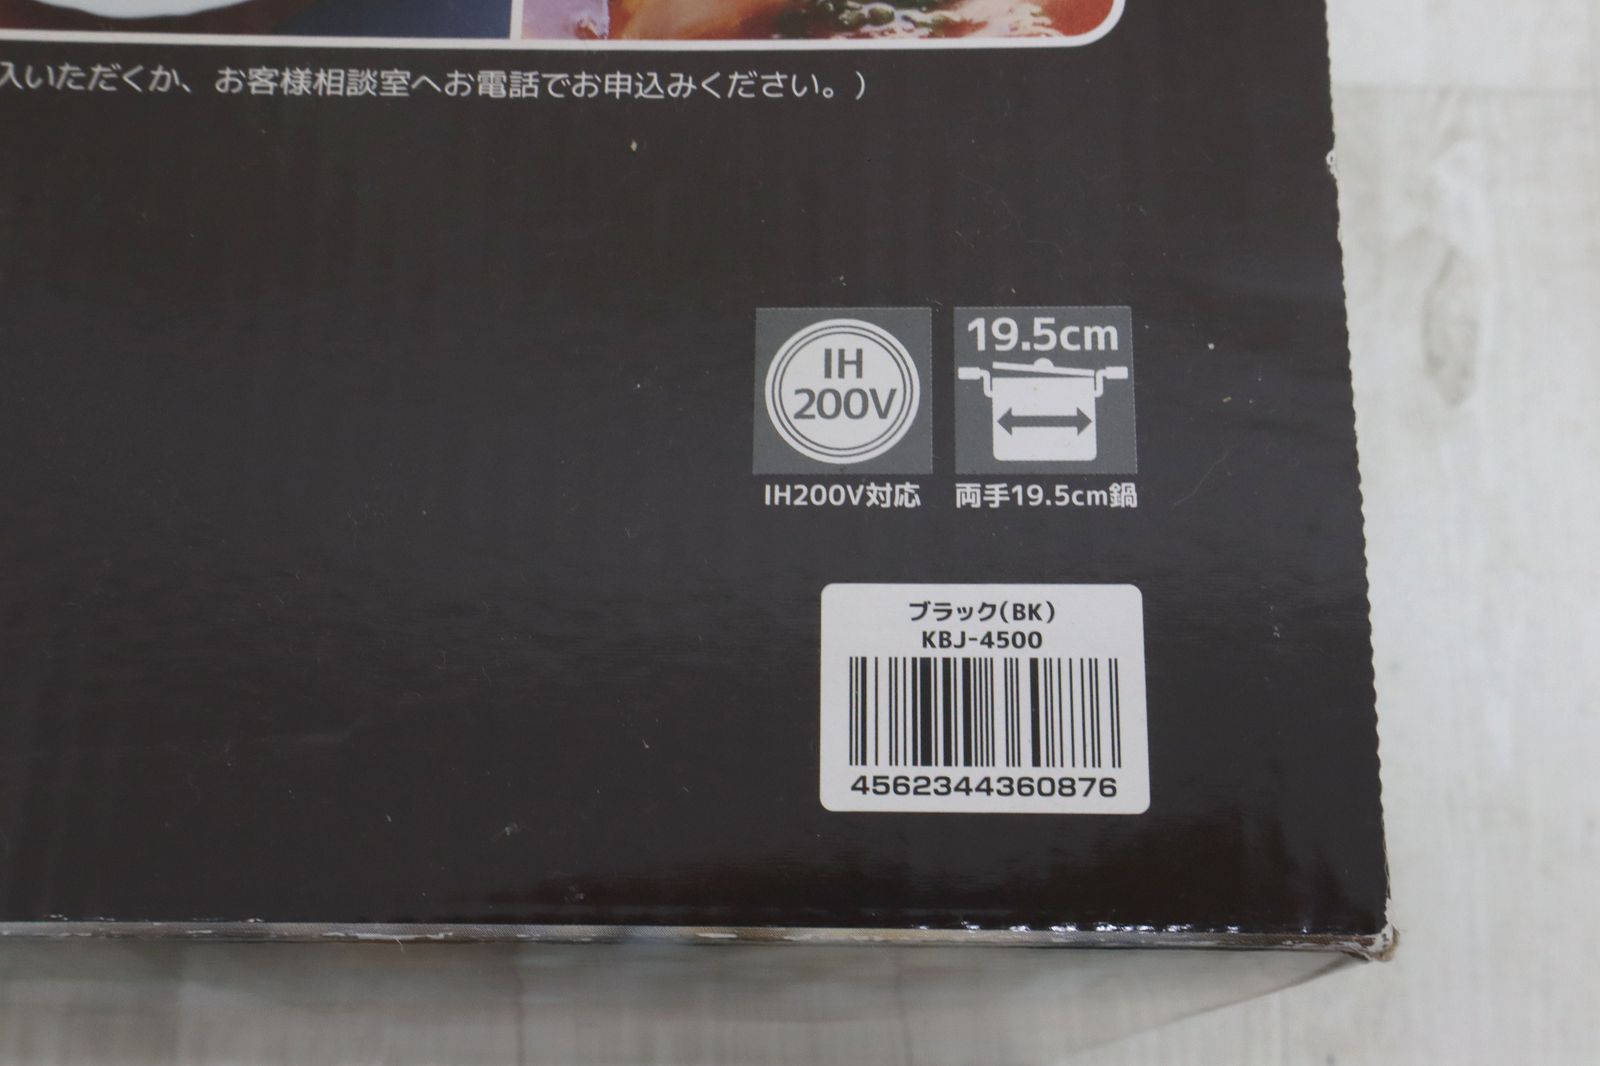 入いただくか、お客様相談室へお電話でお申込みください。）
IH
200V
19.5cm
IH200V対応
両手19.5cm鍋
ブラック(BK)
KBJ-4500
4562344360876